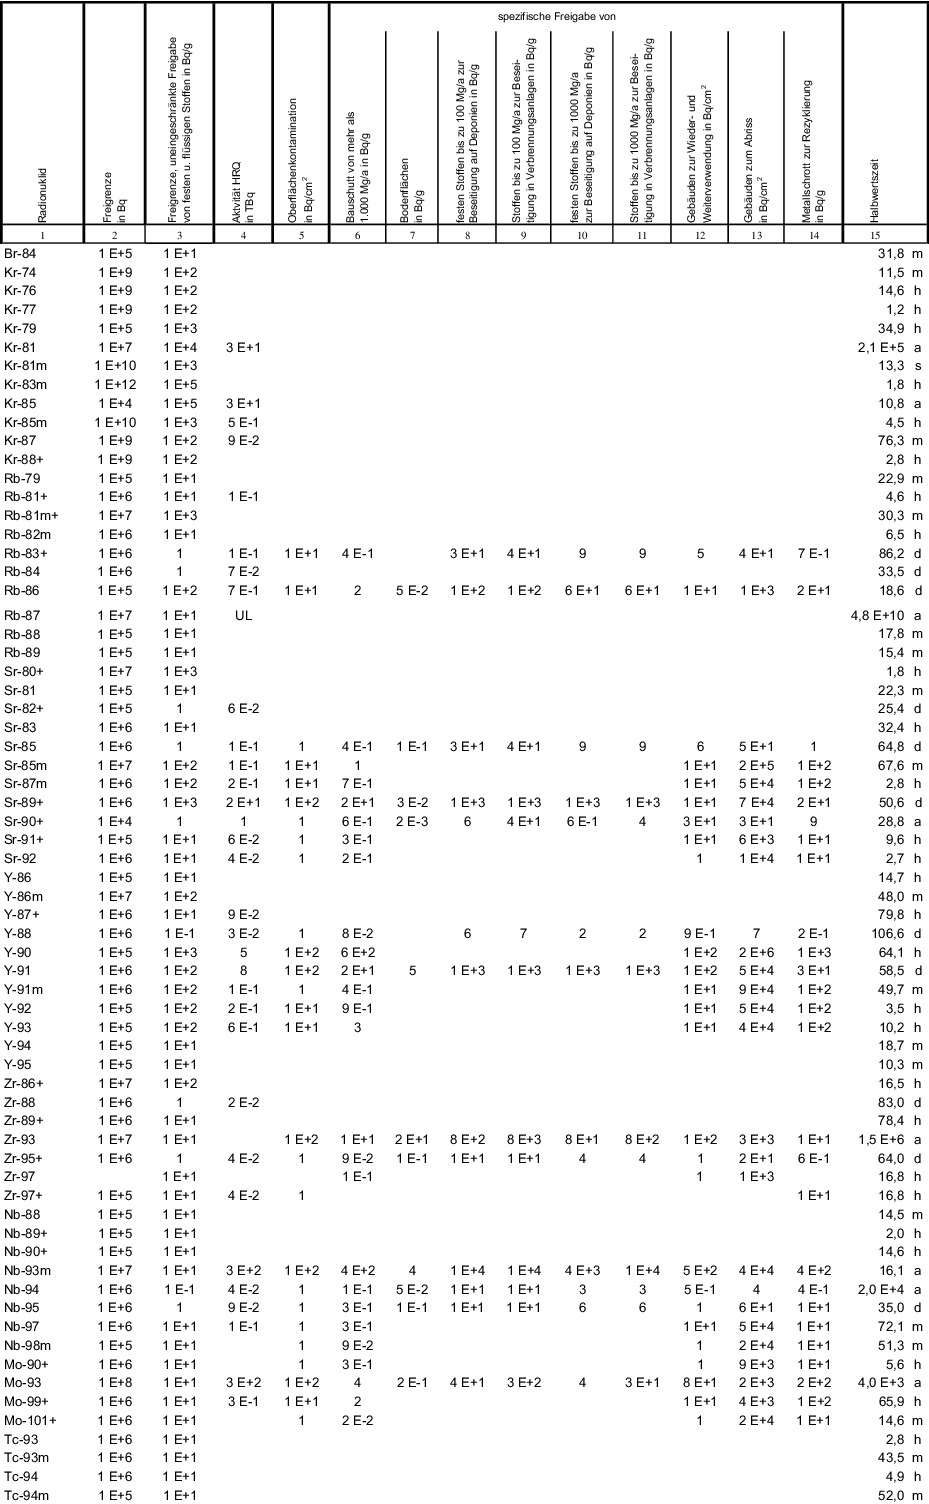 spezifische Freigabe von
Radionuklid
Freigrenze
in Bq
Freigrenze, uneingeschränkte Freigabe
von festen u. flüssigen Stoffen in Bq/g
Aktivität HRQ
in TBq
Oberflächenkontamination
in Bq/cm²
Bauschutt von mehr als
1.000 Mg/a in Bq/g
Bodenflächen
in Bq/g
festen Stoffen bis zu 100 Mg/a zur
Beseitigung auf Deponien in Bq/g
Stoffen bis zu 100 Mg/a zur Besei-
tigung in Verbrennungsanlagen in Bq/g
festen Stoffen bis zu 1000 Mg/a
zur Beseitigung auf Deponien in Bq/g
Stoffen bis zu 1000 Mg/a zur Besei-
tigung in Verbrennungsanlagen in Bq/g
Gebäuden zur Wieder- und
Weiterverwendung in Bq/cm²
Gebäuden zum Abriss
in Bq/cm²
Metallschrott zur Rezyklierung
in Bq/g
Halbwertszeit
1 2 3 4 5 6 7 8 9 10 11 12 13 14 15
Br-84 1 E+5 1 E+1 31,8 m
Kr-74 1 E+9 1 E+2 11,5 m
Kr-76 1 E+9 1 E+2 14,6 h
Kr-77 1 E+9 1 E+2 1,2 h
Kr-79 1 E+5 1 E+3 34,9 h
Kr-81 1 E+7 1 E+4 3 E+1 2,1 E+5 a
Kr-81m 1 E+10 1 E+3 13,3 s
Kr-83m 1 E+12 1 E+5 1,8 h
Kr-85 1 E+4 1 E+5 3 E+1 10,8 a
Kr-85m 1 E+10 1 E+3 5 E-1 4,5 h
Kr-87 1 E+9 1 E+2 9 E-2 76,3 m
Kr-88+ 1 E+9 1 E+2 2,8 h
Rb-79 1 E+5 1 E+1 22,9 m
Rb-81+ 1 E+6 1 E+1 1 E-1 4,6 h
Rb-81m+ 1 E+7 1 E+3 30,3 m
Rb-82m 1 E+6 1 E+1 6,5 h
Rb-83+ 1 E+6 1 1 E-1 1 E+1 4 E-1 3 E+1 4 E+1 9 9 5 4 E+1 7 E-1 86,2 d
Rb-84 1 E+6 1 7 E-2 33,5 d
Rb-86 1 E+5 1 E+2 7 E-1 1 E+1 2 5 E-2 1 E+2 1 E+2 6 E+1 6 E+1 1 E+1 1 E+3 2 E+1 18,6 d
Rb-87 1 E+7 1 E+1 UL 4,8 E+10 a
Rb-88 1 E+5 1 E+1 17,8 m
Rb-89 1 E+5 1 E+1 15,4 m
Sr-80+ 1 E+7 1 E+3 1,8 h
Sr-81 1 E+5 1 E+1 22,3 m
Sr-82+ 1 E+5 1 6 E-2 25,4 d
Sr-83 1 E+6 1 E+1 32,4 h
Sr-85 1 E+6 1 1 E-1 1 4 E-1 1 E-1 3 E+1 4 E+1 9 9 6 5 E+1 1 64,8 d
Sr-85m 1 E+7 1 E+2 1 E-1 1 E+1 1 1 E+1 2 E+5 1 E+2 67,6 m
Sr-87m 1 E+6 1 E+2 2 E-1 1 E+1 7 E-1 1 E+1 5 E+4 1 E+2 2,8 h
Sr-89+ 1 E+6 1 E+3 2 E+1 1 E+2 2 E+1 3 E-2 1 E+3 1 E+3 1 E+3 1 E+3 1 E+1 7 E+4 2 E+1 50,6 d
Sr-90+ 1 E+4 1 1 1 6 E-1 2 E-3 6 4 E+1 6 E-1 4 3 E+1 3 E+1 9 28,8 a
Sr-91+ 1 E+5 1 E+1 6 E-2 1 3 E-1 1 E+1 6 E+3 1 E+1 9,6 h
Sr-92 1 E+6 1 E+1 4 E-2 1 2 E-1 1 1 E+4 1 E+1 2,7 h
Y-86 1 E+5 1 E+1 14,7 h
Y-86m 1 E+7 1 E+2 48,0 m
Y-87+ 1 E+6 1 E+1 9 E-2 79,8 h
Y-88 1 E+6 1 E-1 3 E-2 1 8 E-2 6 7 2 2 9 E-1 7 2 E-1 106,6 d
Y-90 1 E+5 1 E+3 5 1 E+2 6 E+2 1 E+2 2 E+6 1 E+3 64,1 h
Y-91 1 E+6 1 E+2 8 1 E+2 2 E+1 5 1 E+3 1 E+3 1 E+3 1 E+3 1 E+2 5 E+4 3 E+1 58,5 d
Y-91m 1 E+6 1 E+2 1 E-1 1 4 E-1 1 E+1 9 E+4 1 E+2 49,7 m
Y-92 1 E+5 1 E+2 2 E-1 1 E+1 9 E-1 1 E+1 5 E+4 1 E+2 3,5 h
Y-93 1 E+5 1 E+2 6 E-1 1 E+1 3 1 E+1 4 E+4 1 E+2 10,2 h
Y-94 1 E+5 1 E+1 18,7 m
Y-95 1 E+5 1 E+1 10,3 m
Zr-86+ 1 E+7 1 E+2 16,5 h
Zr-88 1 E+6 1 2 E-2 83,0 d
Zr-89+ 1 E+6 1 E+1 78,4 h
Zr-93 1 E+7 1 E+1 1 E+2 1 E+1 2 E+1 8 E+2 8 E+3 8 E+1 8 E+2 1 E+2 3 E+3 1 E+1 1,5 E+6 a
Zr-95+ 1 E+6 1 4 E-2 1 9 E-2 1 E-1 1 E+1 1 E+1 4 4 1 2 E+1 6 E-1 64,0 d
Zr-97 1 E+1 1 E-1 1 1 E+3 16,8 h
Zr-97+ 1 E+5 1 E+1 4 E-2 1 1 E+1 16,8 h
Nb-88 1 E+5 1 E+1 14,5 m
Nb-89+ 1 E+5 1 E+1 2,0 h
Nb-90+ 1 E+5 1 E+1 14,6 h
Nb-93m 1 E+7 1 E+1 3 E+2 1 E+2 4 E+2 4 1 E+4 1 E+4 4 E+3 1 E+4 5 E+2 4 E+4 4 E+2 16,1 a
Nb-94 1 E+6 1 E-1 4 E-2 1 1 E-1 5 E-2 1 E+1 1 E+1 3 3 5 E-1 4 4 E-1 2,0 E+4 a
Nb-95 1 E+6 1 9 E-2 1 3 E-1 1 E-1 1 E+1 1 E+1 6 6 1 6 E+1 1 E+1 35,0 d
Nb-97 1 E+6 1 E+1 1 E-1 1 3 E-1 1 E+1 5 E+4 1 E+1 72,1 m
Nb-98m 1 E+5 1 E+1 1 9 E-2 1 2 E+4 1 E+1 51,3 m
Mo-90+ 1 E+6 1 E+1 1 3 E-1 1 9 E+3 1 E+1 5,6 h
Mo-93 1 E+8 1 E+1 3 E+2 1 E+2 4 2 E-1 4 E+1 3 E+2 4 3 E+1 8 E+1 2 E+3 2 E+2 4,0 E+3 a
Mo-99+ 1 E+6 1 E+1 3 E-1 1 E+1 2 1 E+1 4 E+3 1 E+2 65,9 h
Mo-101+ 1 E+6 1 E+1 1 2 E-2 1 2 E+4 1 E+1 14,6 m
Tc-93 1 E+6 1 E+1 2,8 h
Tc-93m 1 E+6 1 E+1 43,5 m
Tc-94 1 E+6 1 E+1 4,9 h
Tc-94m 1 E+5 1 E+1 52,0 m